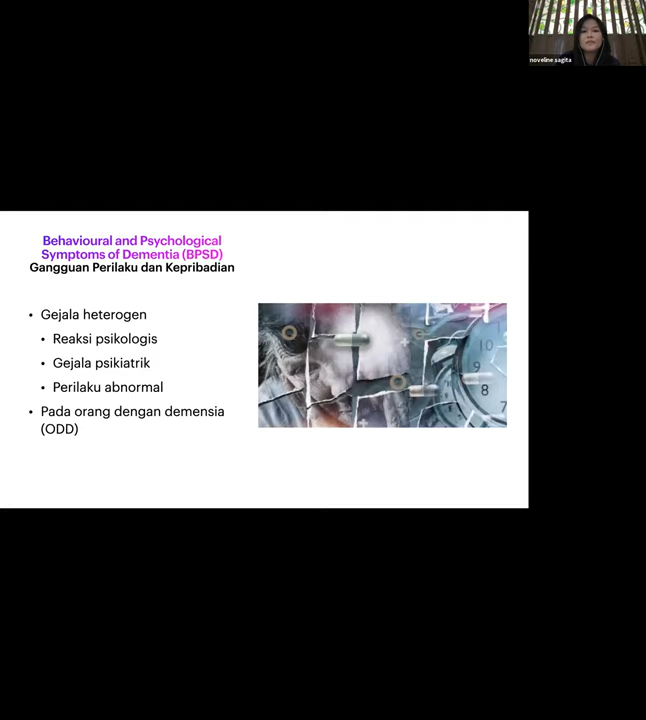 noveline sagita
Behavioural and Psychological
Symptoms of Dementia (BPSD)
Gangguan Perilaku dan Kepribadian
• Gejala heterogen
• Reaksi psikologis
• Gejala psikiatrik
• Perilaku abnormal
• Pada orang dengan demensia
(ODD)
10
9
8
7